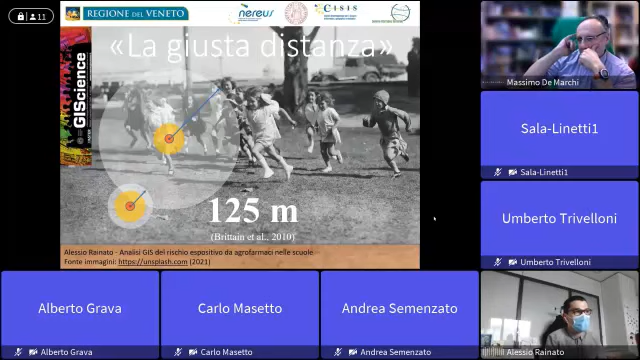 11
REGIONE DEL VENETO
nereus
CISIS
«La giusta distanza»
GIScience
125 m
(Brittain et al., 2010)
Alessio Rainato - Analisi GIS del rischio espositivo da agrofarmaci nelle scuole
Fonte immagini: https://unsplash.com (2021)
Massimo De Marchi
Sala-Linetti1
Sala-Linetti1
Umberto Trivelloni
Umberto Trivelloni
Alberto Grava
Alberto Grava
Carlo Masetto
Carlo Masetto
Andrea Semenzato
Andrea Semenzato
Alessio Rainato